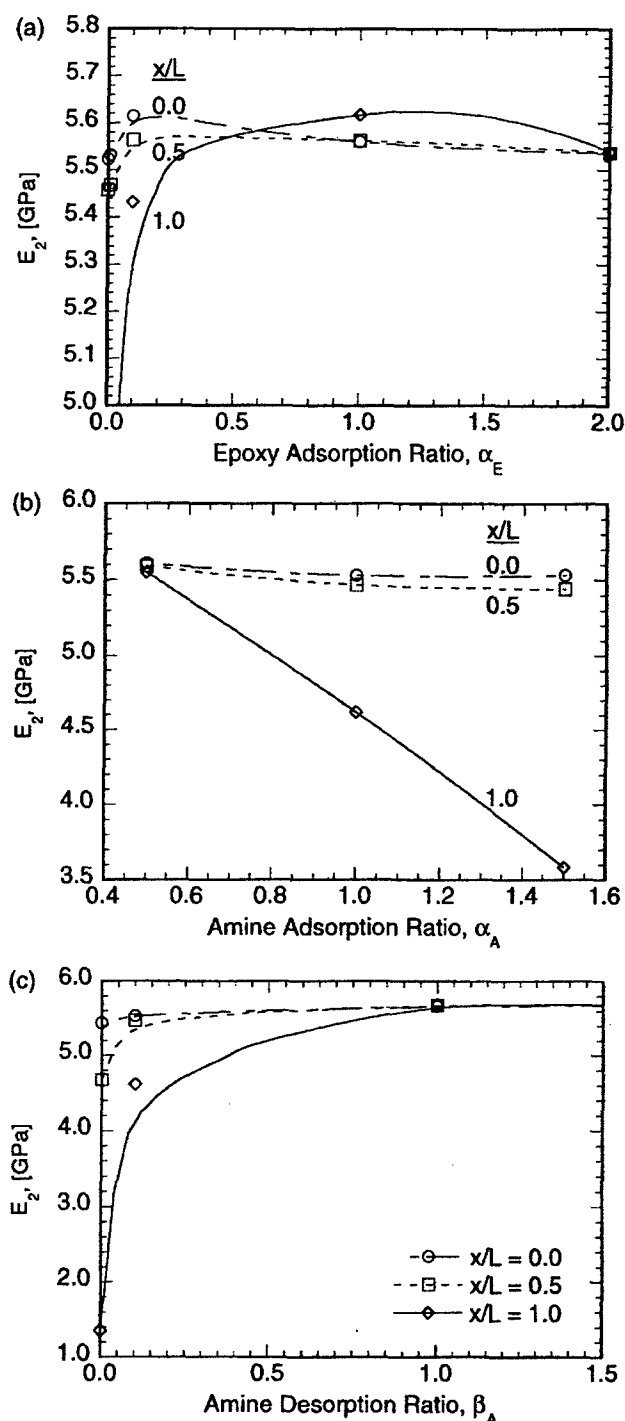 (a)
5.8
5.7
5.6
5.5
5.4
5.3
5.2
5.1
5.0
E2, [GPa]
x/L
0.0
0.5
1.0
0.0 0.5 1.0 1.5 2.0
Epoxy Adsorption Ratio, αE
(b)
6.0
5.5
5.0
4.5
4.0
3.5
E2, [GPa]
x/L
0.0
0.5
1.0
0.4 0.6 0.8 1.0 1.2 1.4 1.6
Amine Adsorption Ratio, αA
(c)
6.0
5.0
4.0
3.0
2.0
1.0
E2, [GPa]
x/L = 0.0
x/L = 0.5
x/L = 1.0
0.0 0.5 1.0 1.5
Amine Desorption Ratio, βA